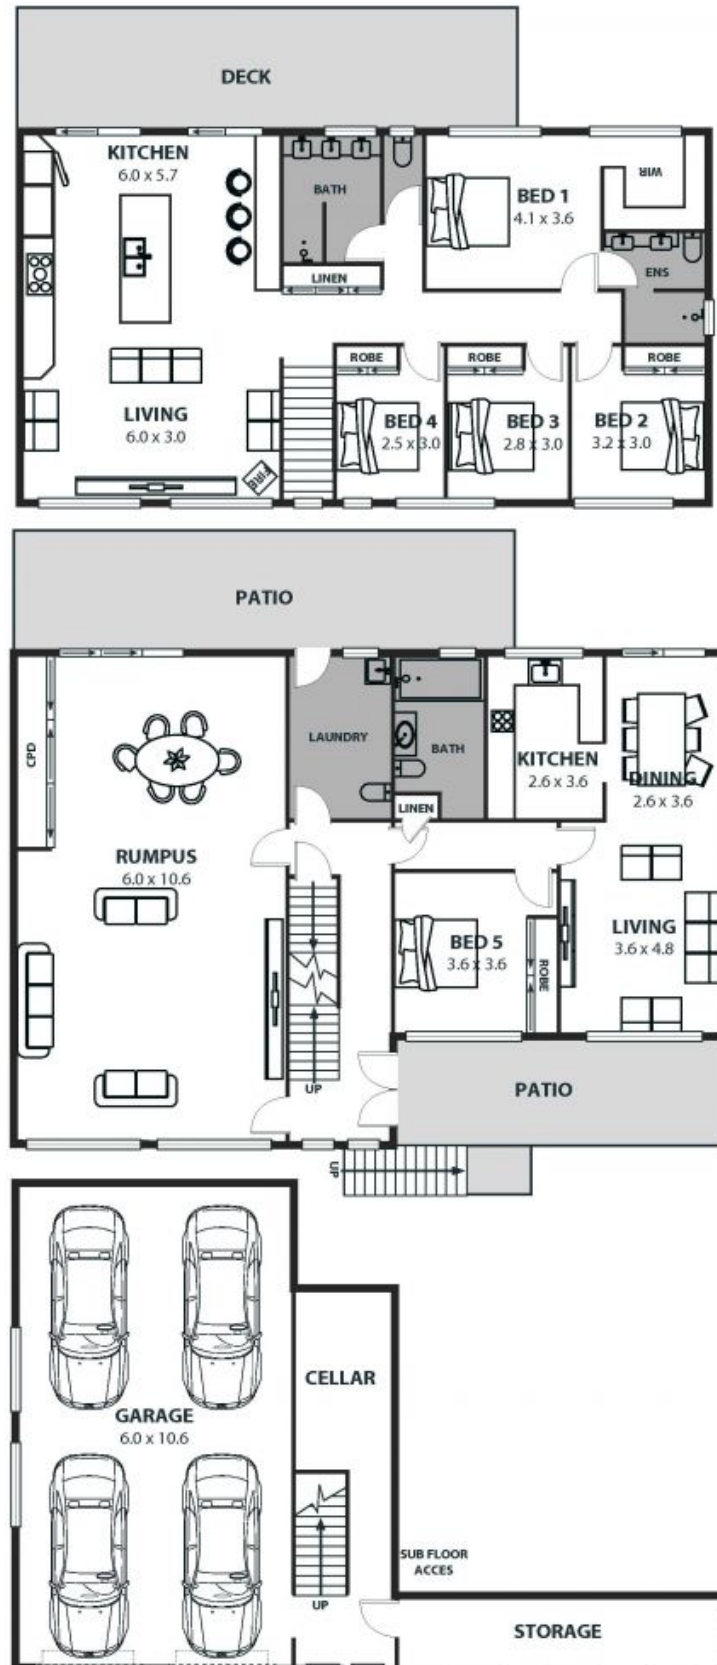 DECK
KITCHEN
6.0 x 5.7
BATH
BED 1
4.1 x 3.6
WIR
ENS
LINEN
ROBE
ROBE
ROBE
LIVING
6.0 x 3.0
BED 4
2.5 x 3.0
BED 3
2.8 x 3.0
BED 2
3.2 x 3.0
FIRE
PATIO
CPD
LAUNDRY
BATH
KITCHEN
2.6 x 3.6
DINING
2.6 x 3.6
LINEN
RUMPUS
6.0 x 10.6
LIVING
3.6 x 4.8
BED 5
3.6 x 3.6
ROBE
UP
PATIO
UP
CELLAR
GARAGE
6.0 x 10.6
SUB FLOOR
ACCES
UP
STORAGE